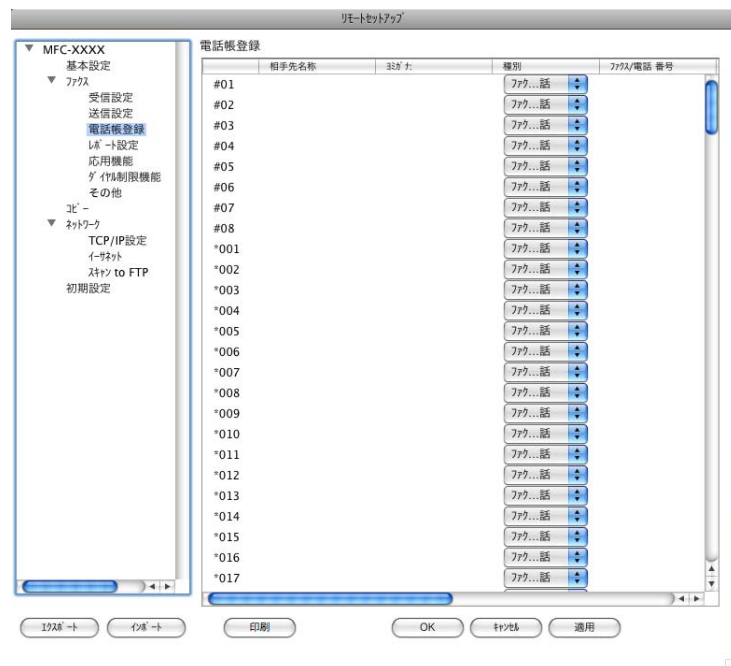 リモートセットアップ
MFC-XXXX
基本設定
ファクス
受信設定
送信設定
電話帳登録
レポート設定
応用機能
ダイヤル制限機能
その他
コピー
ネットワーク
TCP/IP設定
イーサネット
スキャン to FTP
初期設定
電話帳登録
相手先名称 ヨミガナ: 種別 ファクス/電話 番号
#01 ファク...話
#02 ファク...話
#03 ファク...話
#04 ファク...話
#05 ファク...話
#06 ファク...話
#07 ファク...話
#08 ファク...話
*001 ファク...話
*002 ファク...話
*003 ファク...話
*004 ファク...話
*005 ファク...話
*006 ファク...話
*007 ファク...話
*008 ファク...話
*009 ファク...話
*010 ファク...話
*011 ファク...話
*012 ファク...話
*013 ファク...話
*014 ファク...話
*015 ファク...話
*016 ファク...話
*017 ファク...話
エクスポート インポート 印刷 OK キャンセル 適用